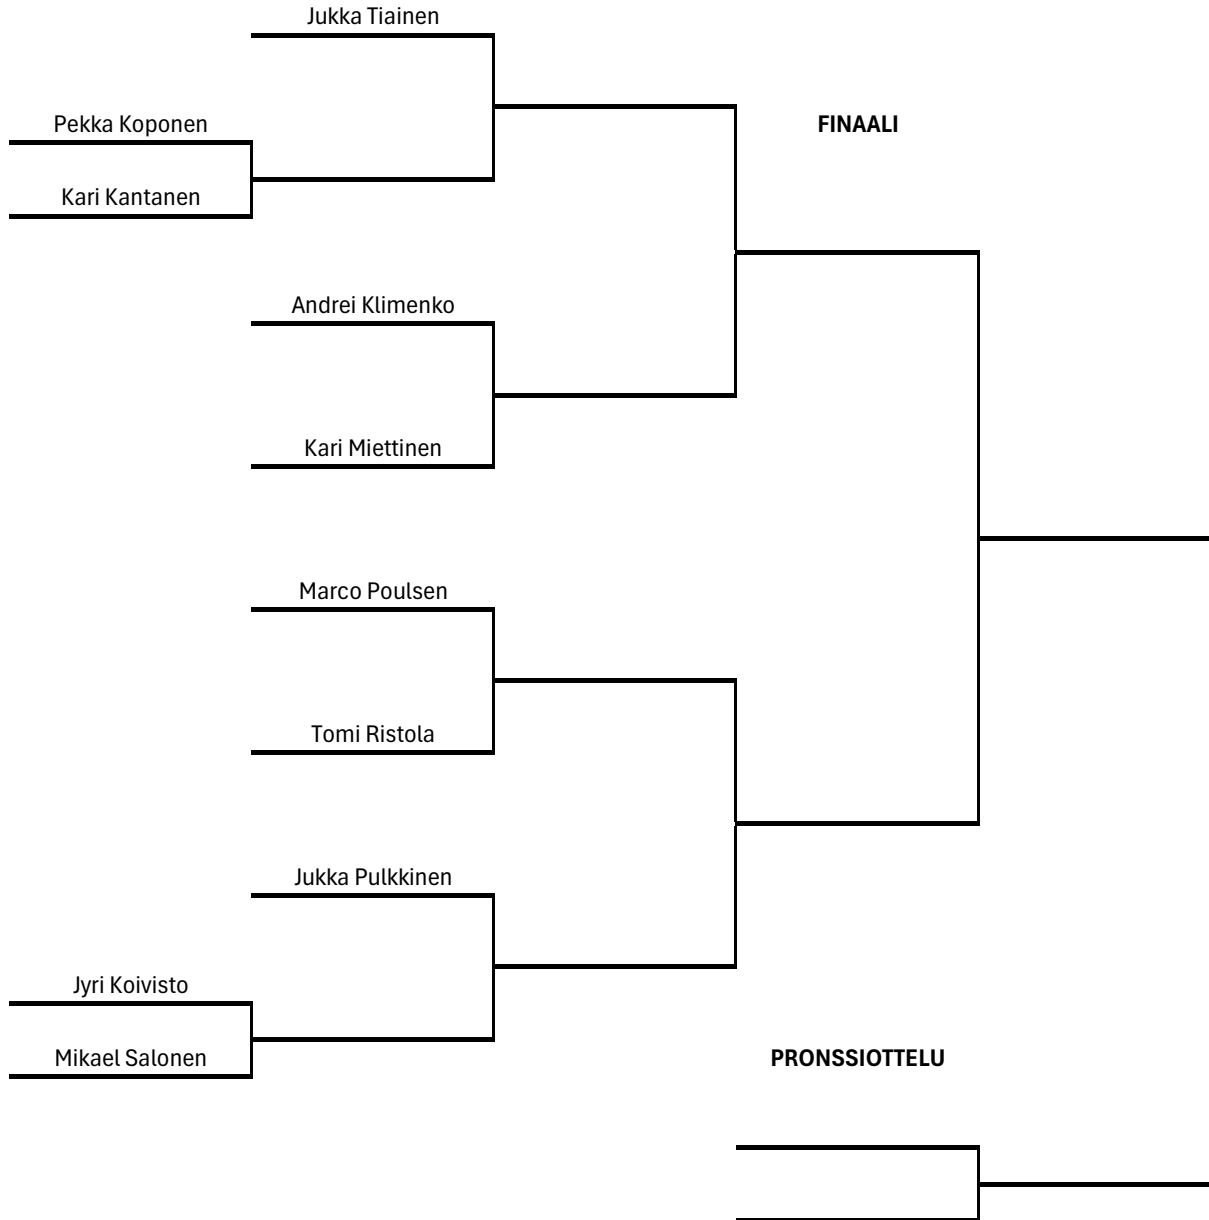 Jukka Tiainen
Pekka Koponen
FINAALI
Kari Kantanen
Andrei Klimenko
Kari Miettinen
Marco Poulsen
Tomi Ristola
Jukka Pulkkinen
Jyri Koivisto
Mikael Salonen
PRONSSIOTTELU